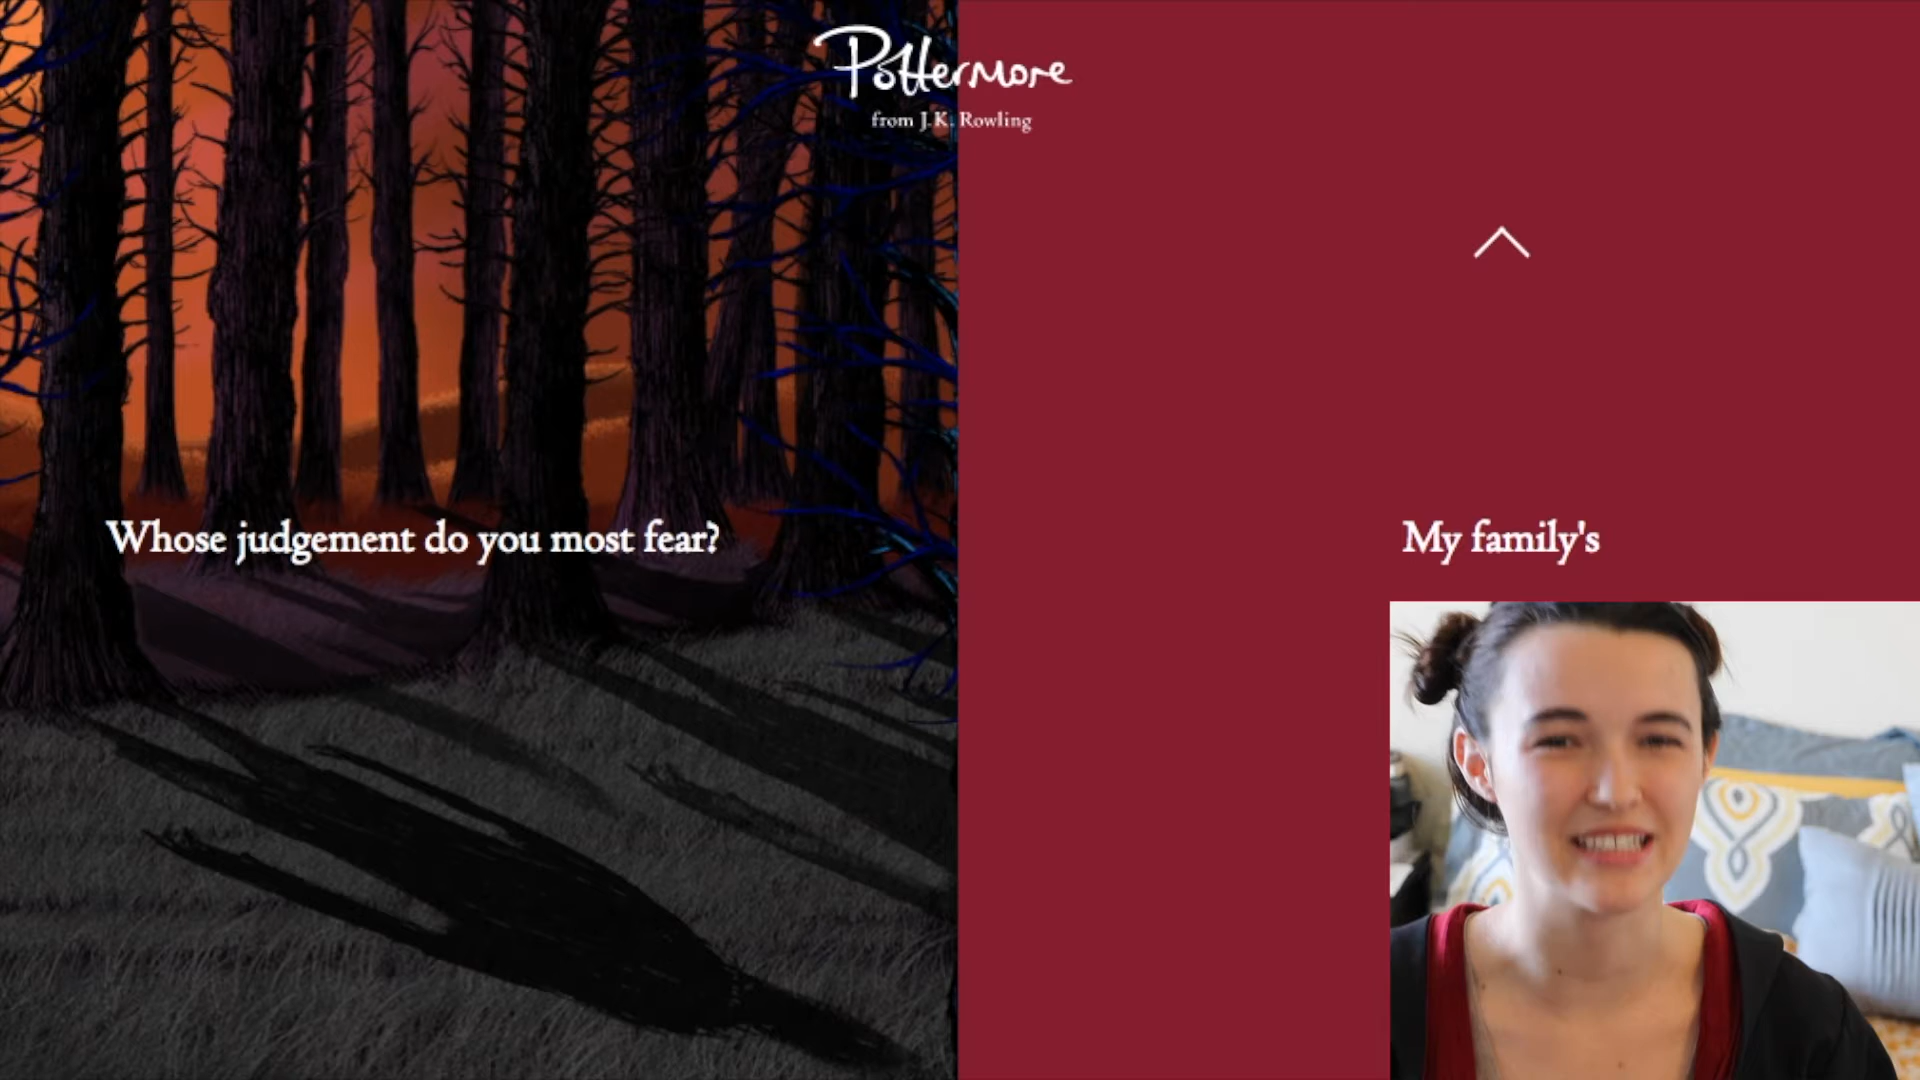 Pottermore
from J.K. Rowling
Whose judgement do you most fear?
My family's